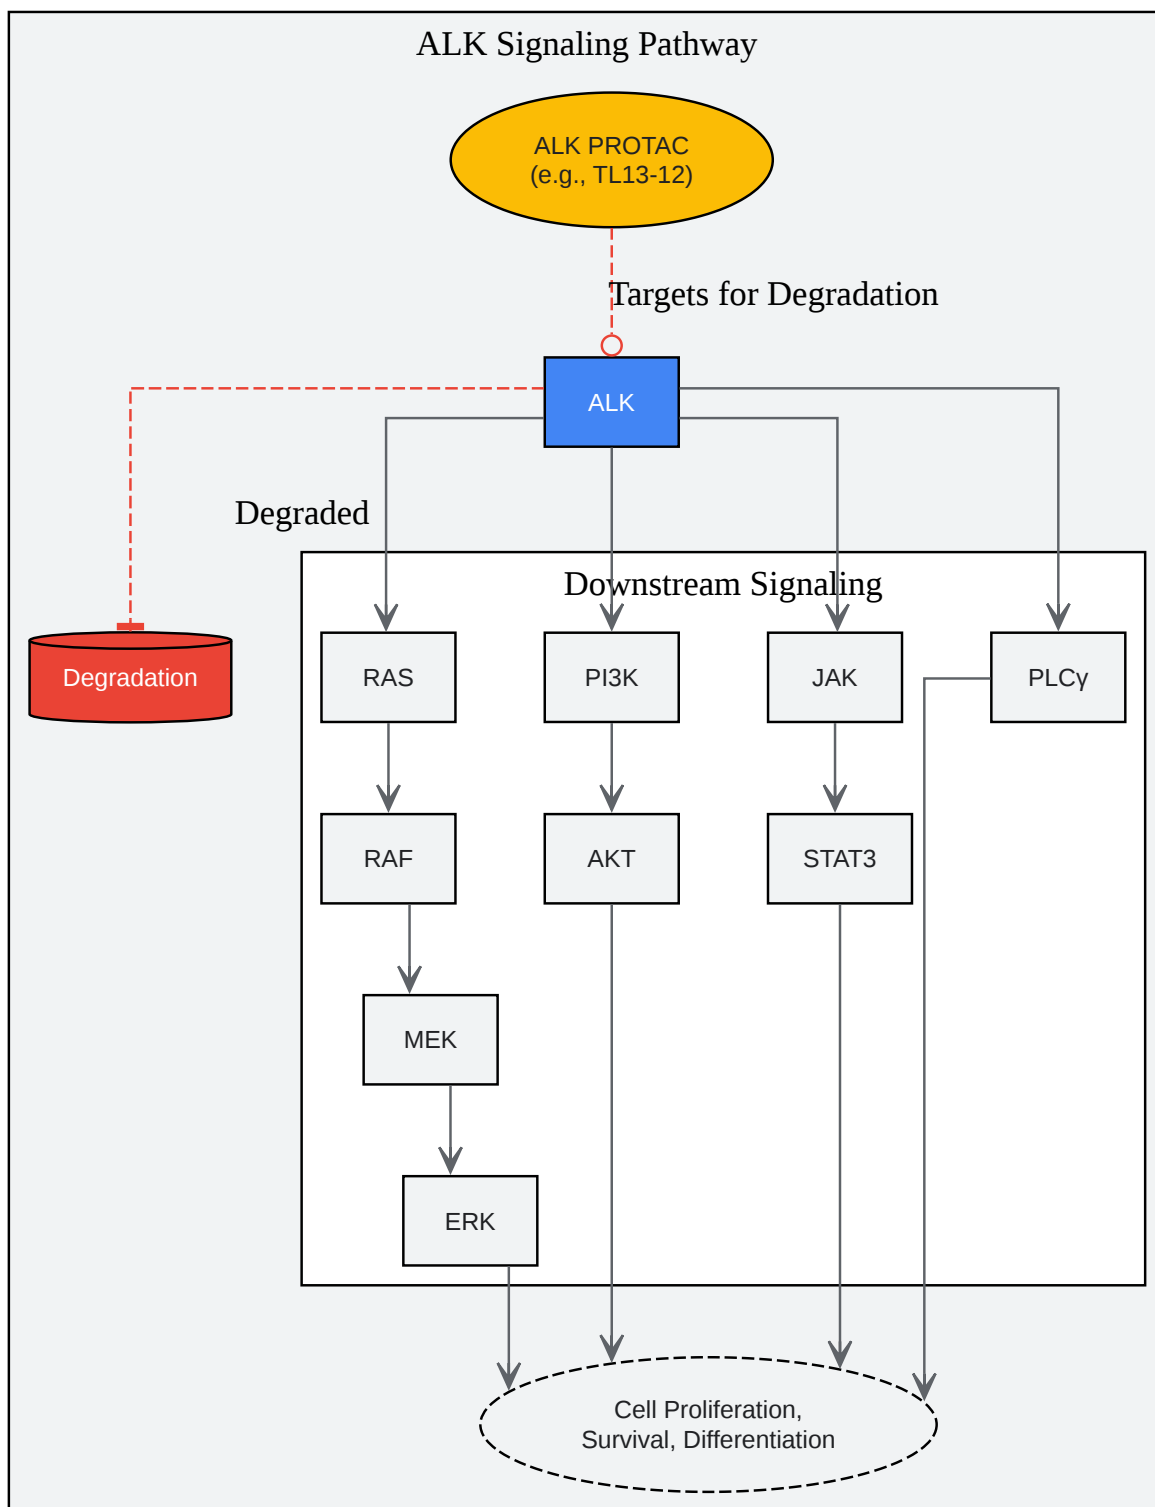 ALK Signaling Pathway
ALK PROTAC
(e.g., TL13-12)
Targets for Degradation
ALK
Degraded
Downstream Signaling
Degradation
RAS
PI3K
JAK
PLCγ
RAF
AKT
STAT3
MEK
ERK
Cell Proliferation,
Survival, Differentiation